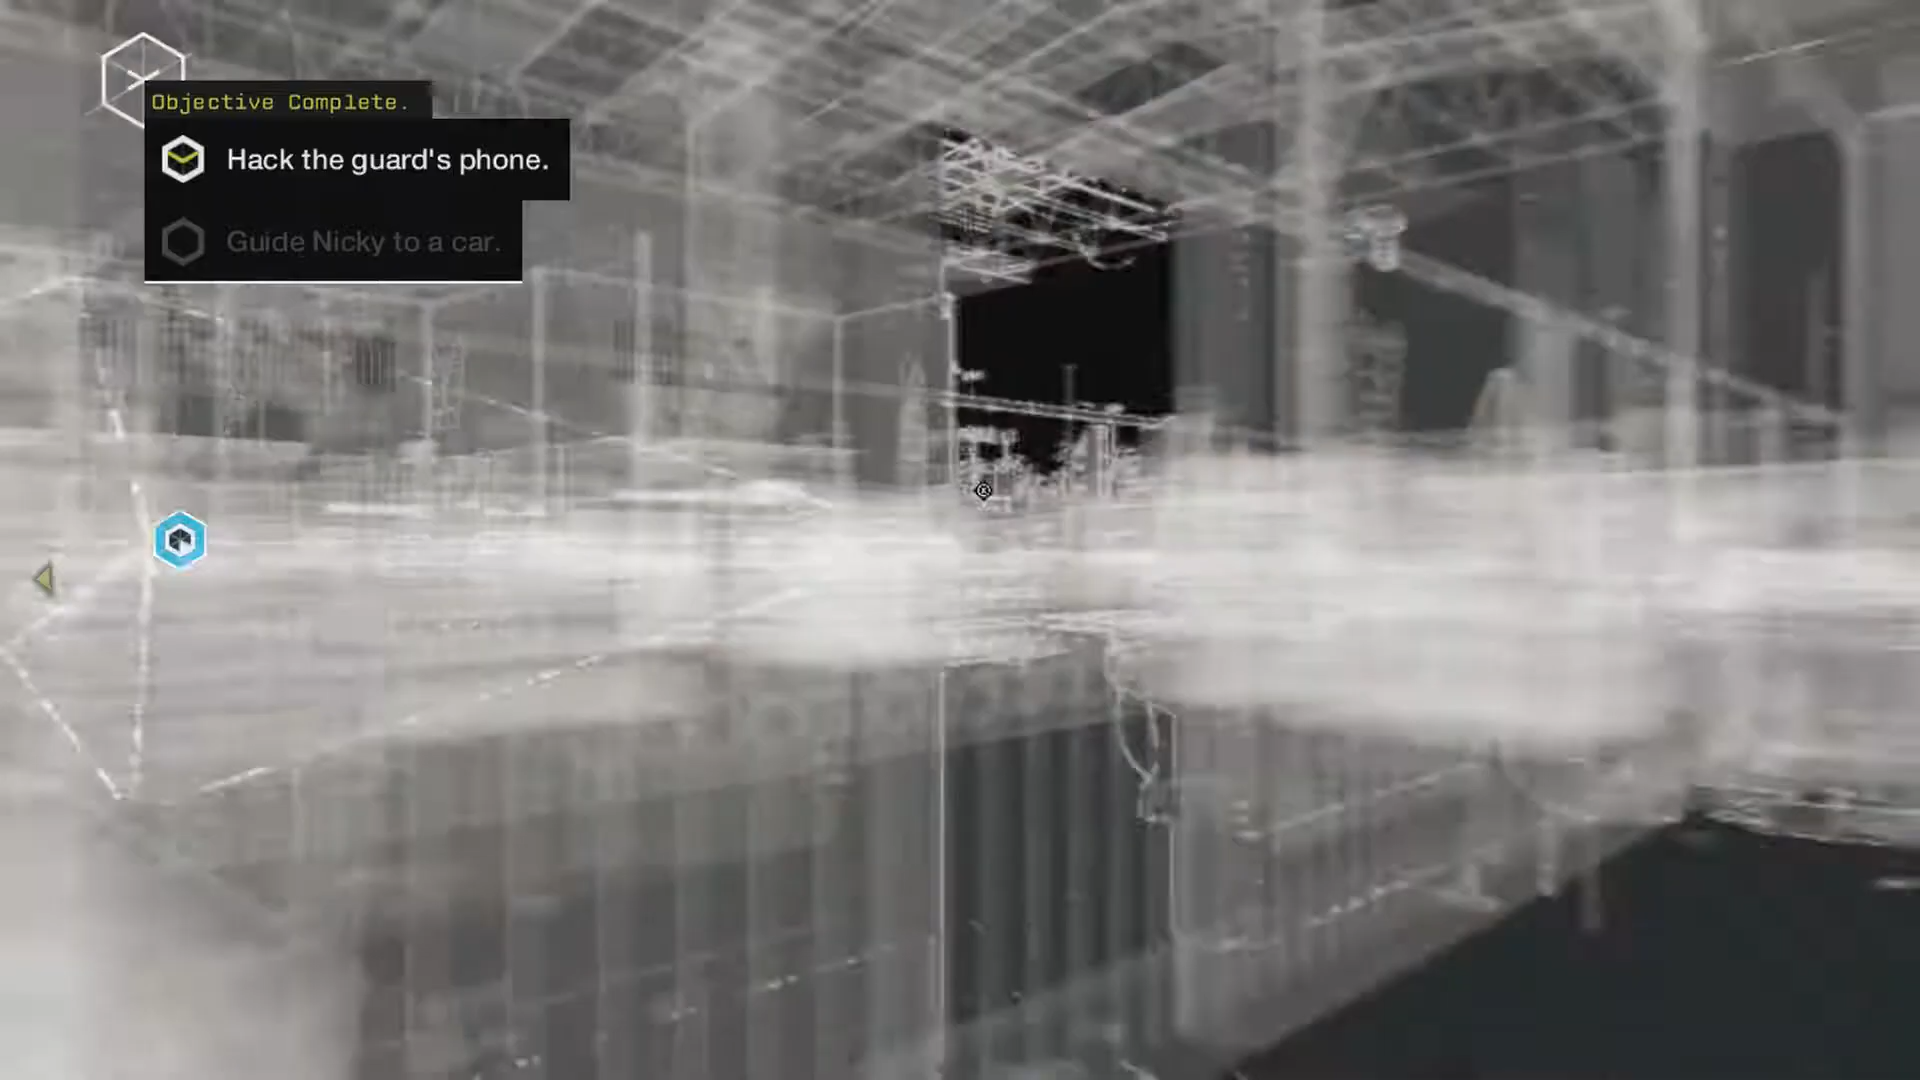 Objective Complete.
Hack the guard's phone.
Guide Nicky to a car.